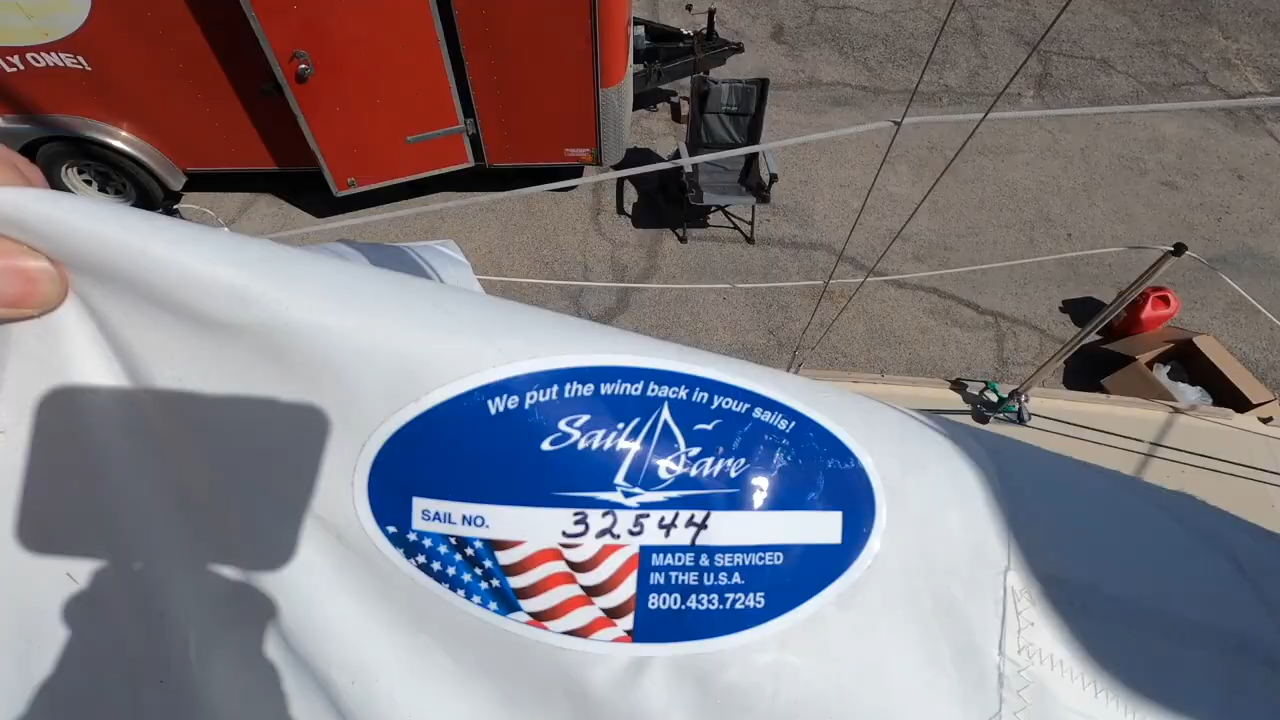 LY ONE!
We put the wind back in your sails!
Sail Care
SAIL NO. 32544
MADE & SERVICED
IN THE U.S.A.
800.433.7245